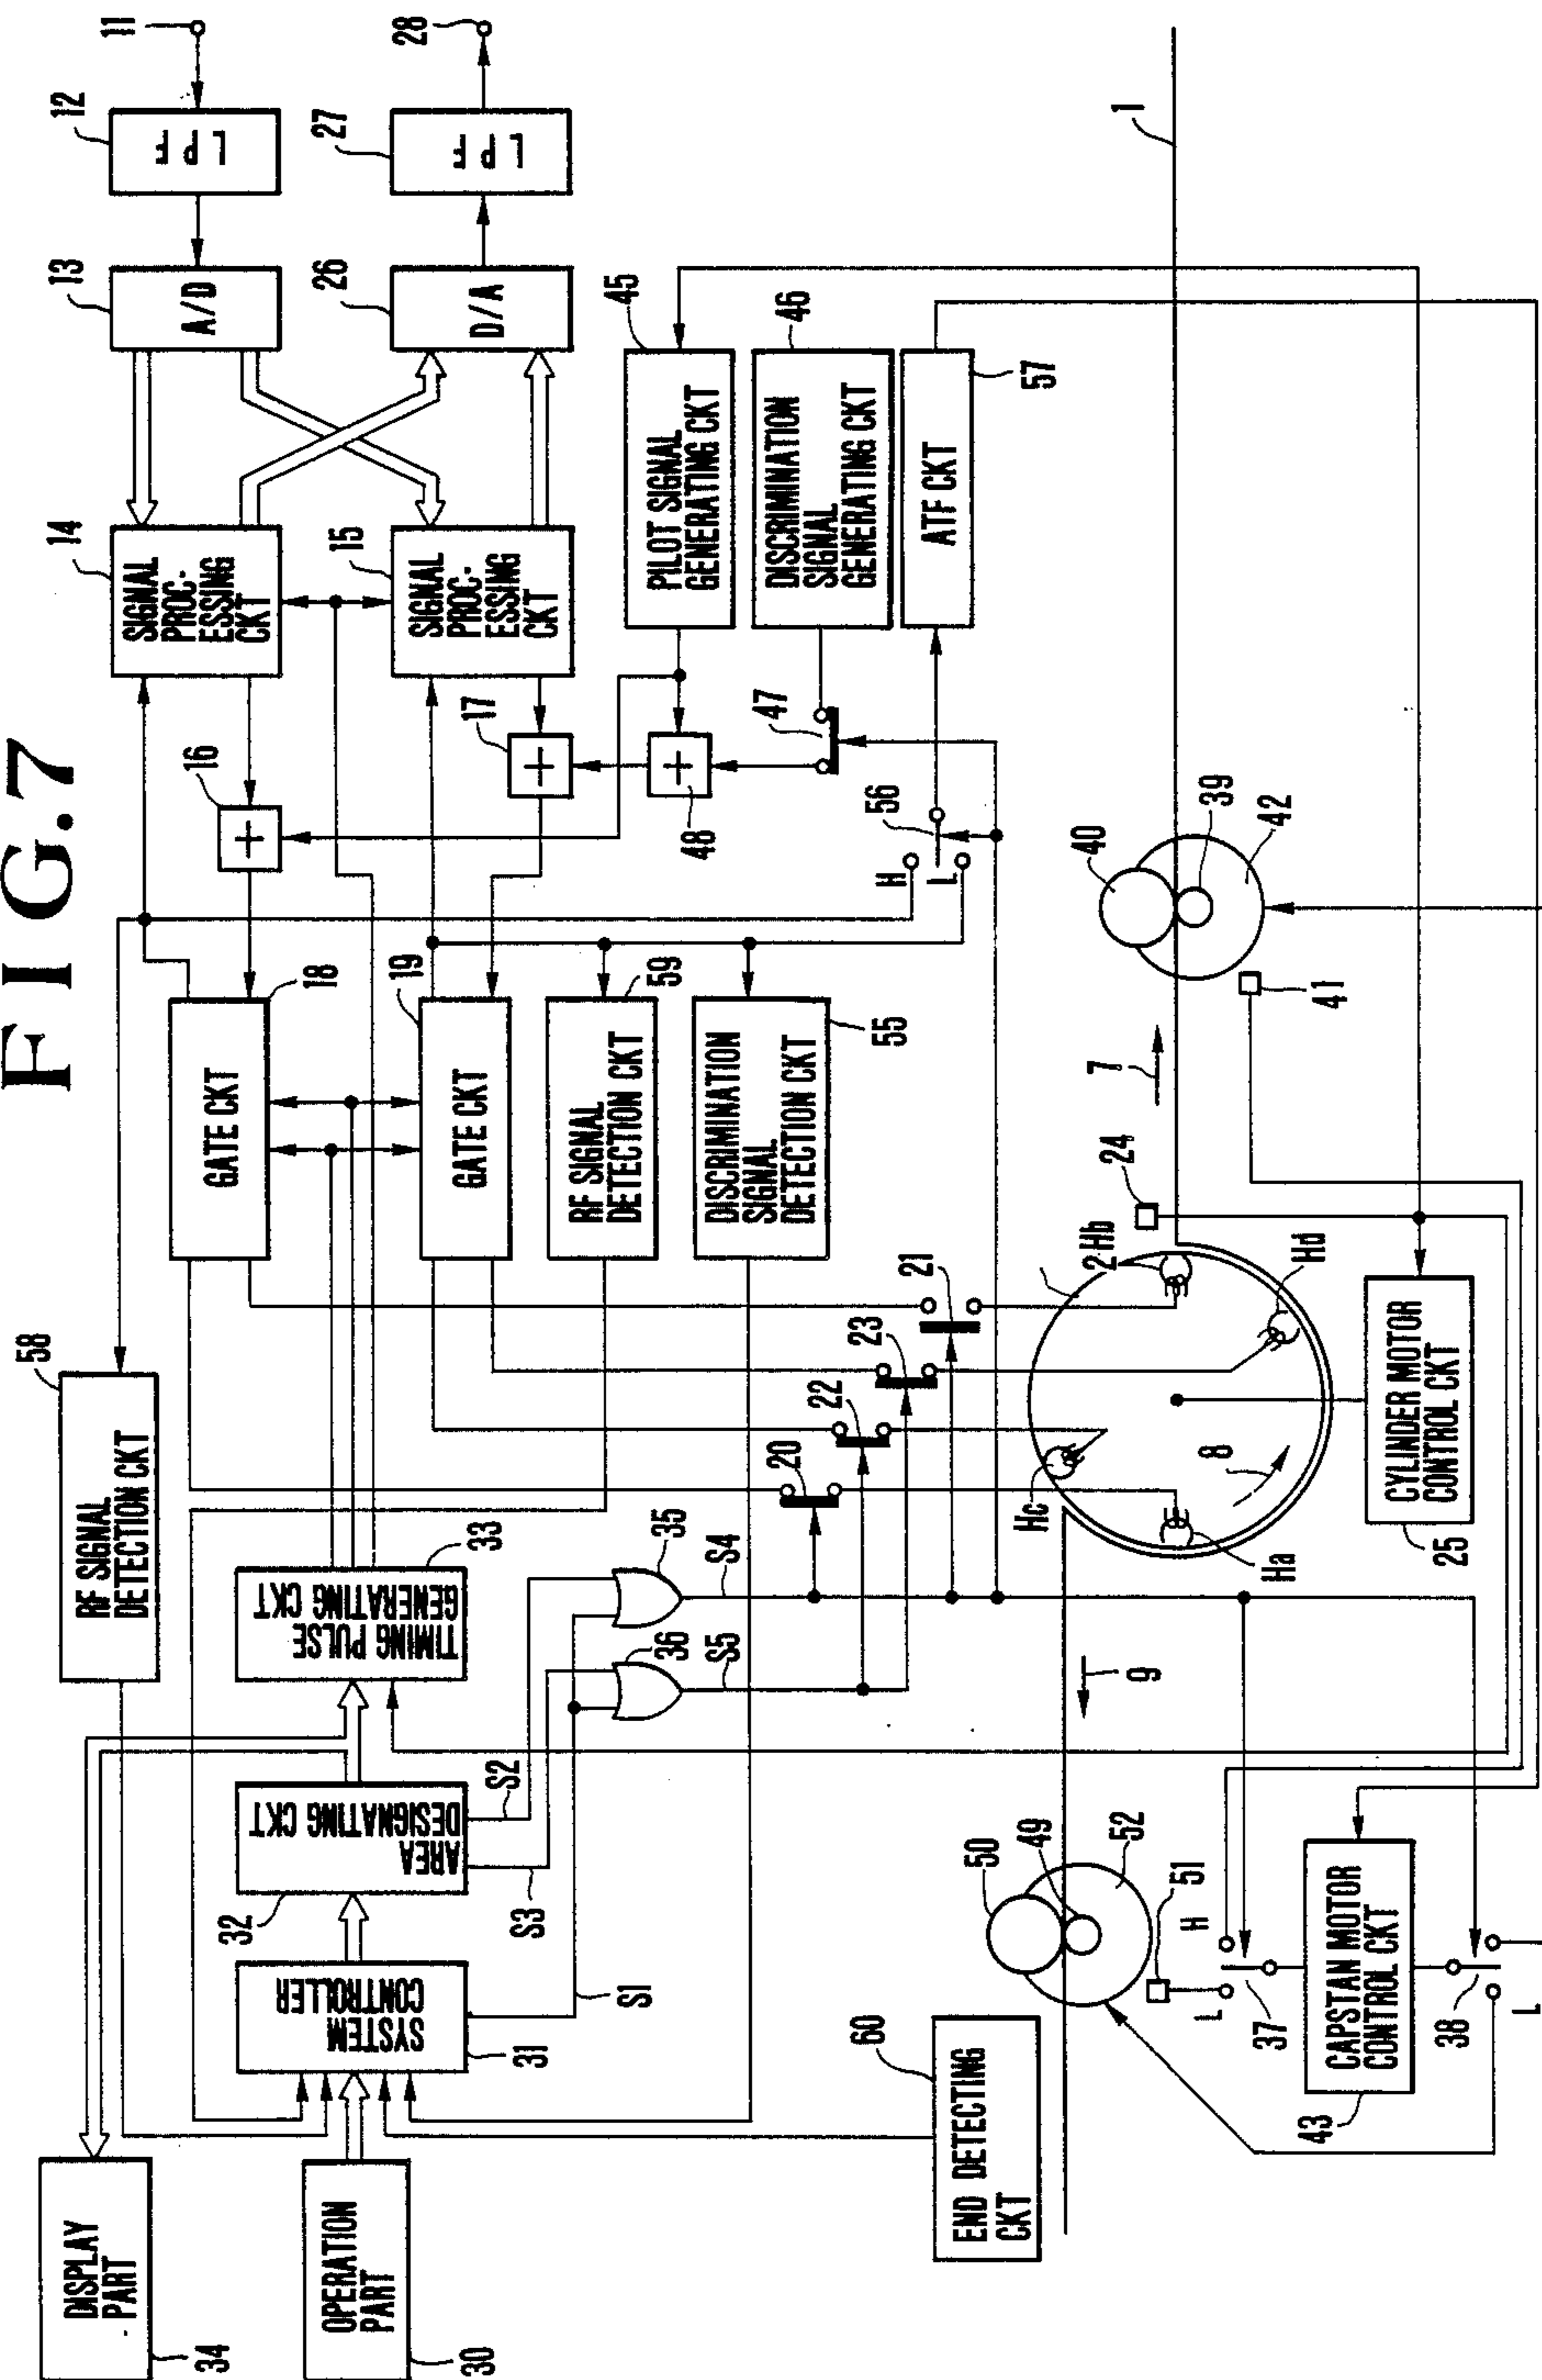 FIG.7
11
12
LPF
13
A/D
14
SIGNAL
PROC-
ESSING
CKT
16
18
GATE CKT
58
RF SIGNAL
DETECTION CKT
33
TIMING PULSE
GENERATING CKT
32
AREA
DESIGNATING CKT
31
SYSTEM
CONTROLLER
DISPLAY
PART
34
OPERATION
PART
30
28
27
LPF
26
D/A
15
SIGNAL
PROC-
ESSING
CKT
17
19
GATE CKT
59
RF SIGNAL
DETECTION CKT
55
DISCRIMINATION
SIGNAL
DETECTION CKT
45
PILOT SIGNAL
GENERATING CKT
46
DISCRIMINATION
SIGNAL
GENERATING CKT
57
ATF CKT
47
48
56
H
L
S1
S2
S3
35
36
S4
S5
20
22
23
21
60
END DETECTING
CKT
50
49
52
51
9
Hc
Ha
8
2
Hb
Hd
24
7
41
40
39
42
1
25
CYLINDER MOTOR
CONTROL CKT
H
L
37
CAPSTAN MOTOR
CONTROL CKT
43
38
L